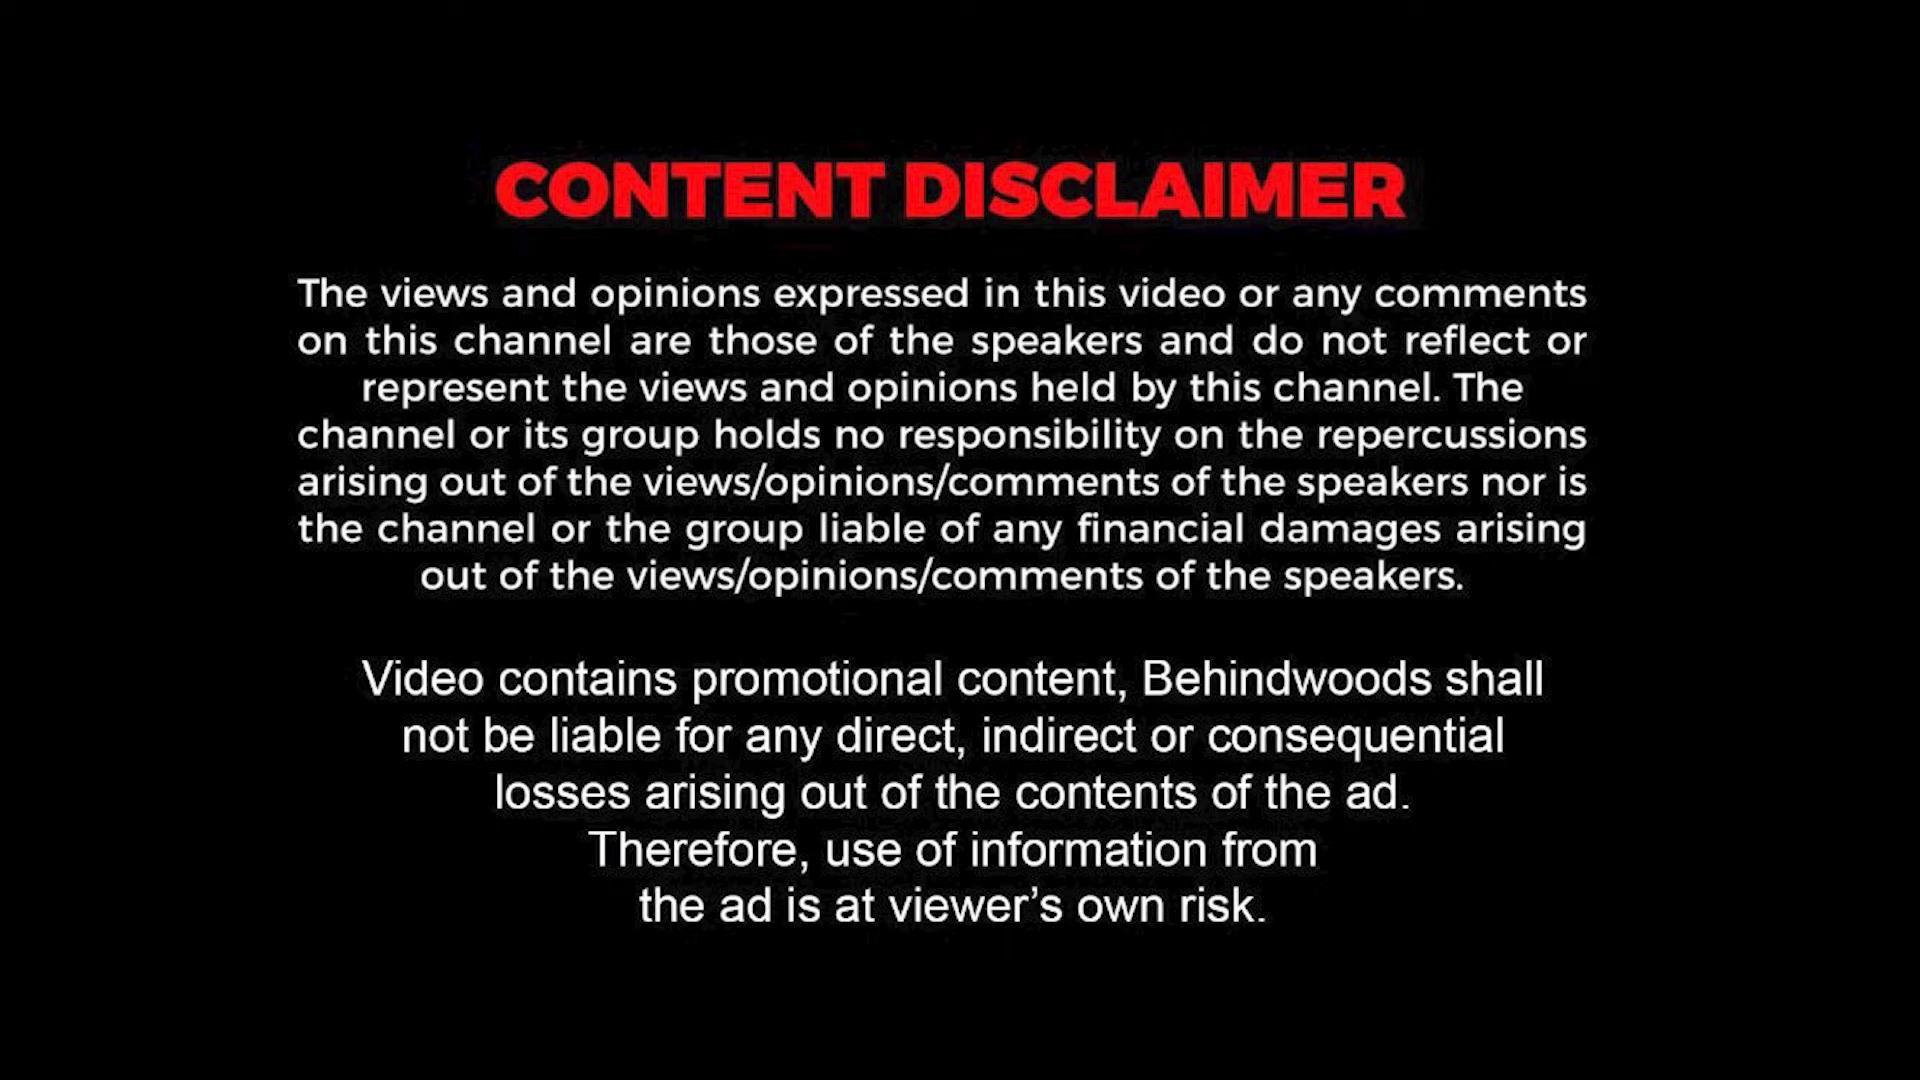 CONTENT DISCLAIMER
The views and opinions expressed in this video or any comments
on this channel are those of the speakers and do not reflect or
represent the views and opinions held by this channel. The
channel or its group holds no responsibility on the repercussions
arising out of the views/opinions/comments of the speakers nor is
the channel or the group liable of any financial damages arising
out of the views/opinions/comments of the speakers.
Video contains promotional content, Behindwoods shall
not be liable for any direct, indirect or consequential
losses arising out of the contents of the ad.
Therefore, use of information from
the ad is at viewer’s own risk.